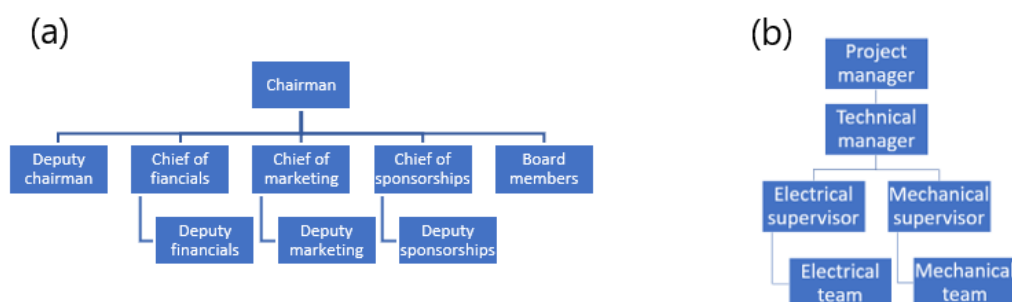 (a)
Chairman
Deputy
chairman
Chief of
fiancials
Chief of
marketing
Chief of
sponsorships
Board
members
Deputy
financials
Deputy
marketing
Deputy
sponsorships
(b)
Project
manager
Technical
manager
Electrical
supervisor
Mechanical
supervisor
Electrical
team
Mechanical
team